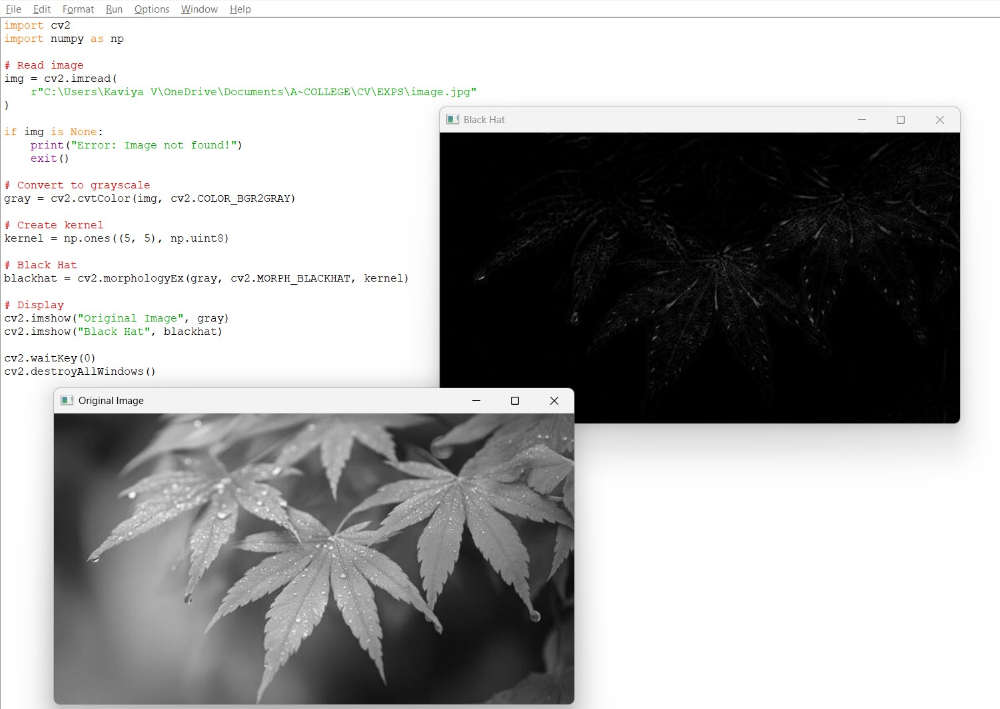 File Edit Format Run Options Window Help
import cv2
import numpy as np
# Read image
img = cv2.imread(
    r"C:\Users\Kaviya V\OneDrive\Documents\A~COLLEGE\CV\EXPS\image.jpg"
)
if img is None:
    print("Error: Image not found!")
    exit()
# Convert to grayscale
gray = cv2.cvtColor(img, cv2.COLOR_BGR2GRAY)
# Create kernel
kernel = np.ones((5, 5), np.uint8)
# Black Hat
blackhat = cv2.morphologyEx(gray, cv2.MORPH_BLACKHAT, kernel)
# Display
cv2.imshow("Original Image", gray)
cv2.imshow("Black Hat", blackhat)
cv2.waitKey(0)
cv2.destroyAllWindows()
Black Hat
Original Image